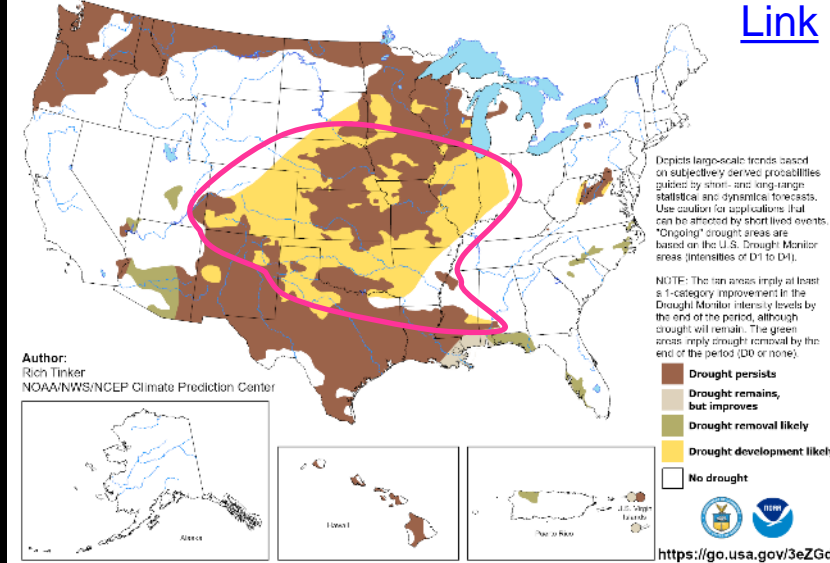 Link
Depicts large-scale trends based
on subjectively derived probabilities
guided by short- and long-range
statistical and dynamical forecasts.
Use caution for applications that
can be affected by short lived events.
"Ongoing" drought areas are
based on the U.S. Drought Monitor
areas (intensities of D1 to D4).
NOTE: The tan areas imply at least
a 1-category improvement in the
Drought Monitor intensity levels by
the end of the period, although
drought will remain. The green
areas imply drought removal by the
end of the period (D0 or none).
Author:
Rich Tinker
NOAA/NWS/NCEP Climate Prediction Center
Drought persists
Drought remains,
but improves
Drought removal likely
Drought development likely
No drought
Alaska
Hawaii
Puerto Rico
U.S. Virgin
Islands
NOAA
https://go.usa.gov/3eZGd